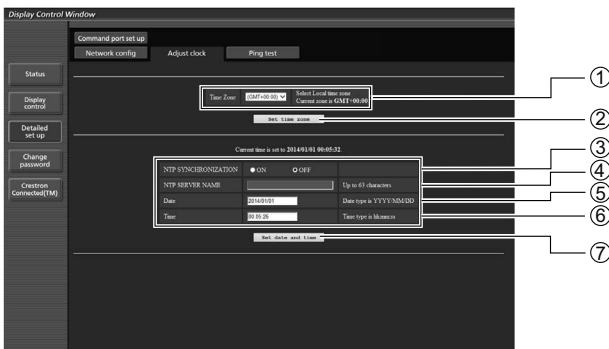 Display Control Window
Command port set up
Network config Adjust clock Ping test
Status
Display control
Detailed set up
Change password
Crestron Connected(TM)
Time Zone (GMT+00:00) Select Local time zone
Current zone is GMT+00:00
Set time zone
Current time is set to 2014/01/01 00:05:32.
NTP SYNCHRONIZATION ON OFF
NTP SERVER NAME Up to 63 characters
Date 2014/01/01 Date type is YYYY/MM/DD
Time 00:05:26 Time type is hh:mm:ss
Set date and time
①
②
③
④
⑤
⑥
⑦